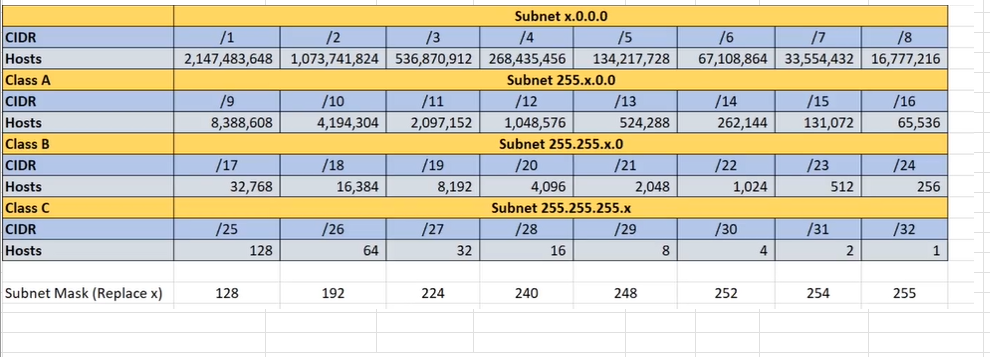 Subnet x.0.0.0
CIDR /1 /2 /3 /4 /5 /6 /7 /8
Hosts 2,147,483,648 1,073,741,824 536,870,912 268,435,456 134,217,728 67,108,864 33,554,432 16,777,216
Class A Subnet 255.x.0.0
CIDR /9 /10 /11 /12 /13 /14 /15 /16
Hosts 8,388,608 4,194,304 2,097,152 1,048,576 524,288 262,144 131,072 65,536
Class B Subnet 255.255.x.0
CIDR /17 /18 /19 /20 /21 /22 /23 /24
Hosts 32,768 16,384 8,192 4,096 2,048 1,024 512 256
Class C Subnet 255.255.255.x
CIDR /25 /26 /27 /28 /29 /30 /31 /32
Hosts 128 64 32 16 8 4 2 1
Subnet Mask (Replace x) 128 192 224 240 248 252 254 255